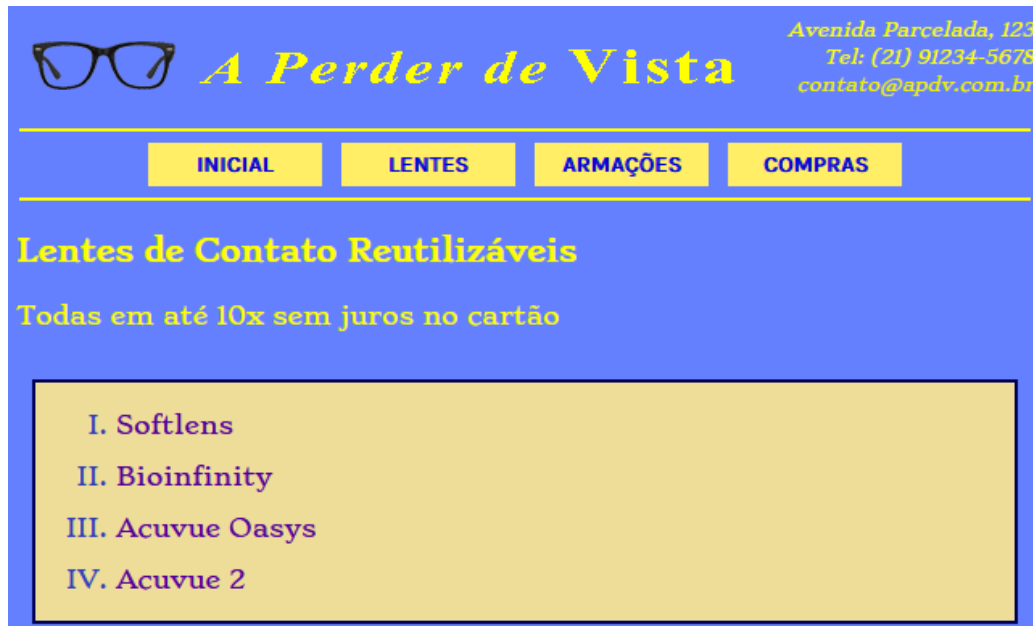 A Perder de Vista
Avenida Parcelada, 123
Tel: (21) 91234-5678
contato@apdv.com.br
INICIAL LENTES ARMAÇÕES COMPRAS
Lentes de Contato Reutilizáveis
Todas em até 10x sem juros no cartão
I. Softlens
II. Bioinfinity
III. Acuvue Oasys
IV. Acuvue 2